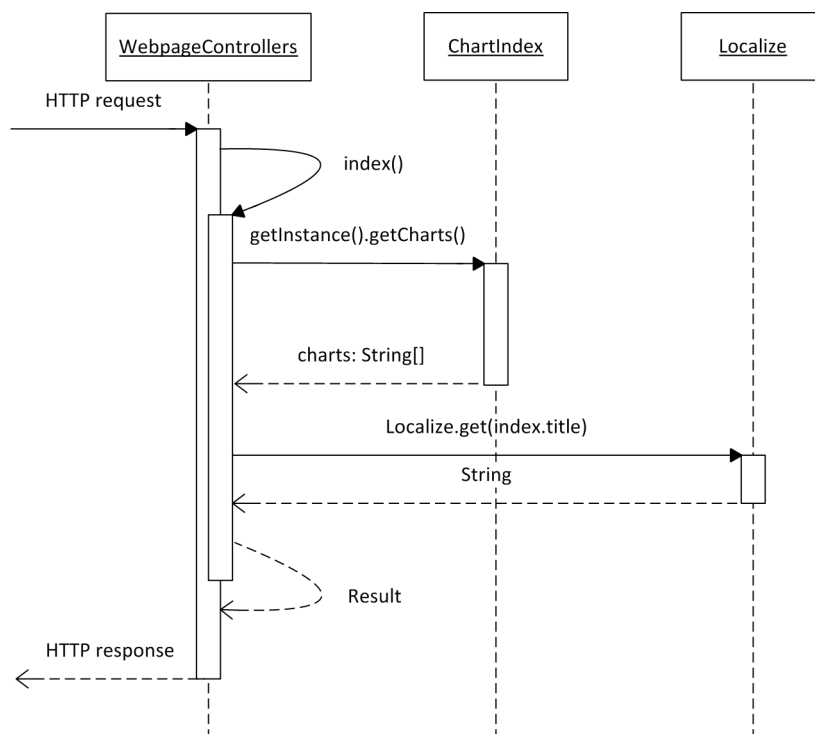 WebpageControllers
ChartIndex
Localize
HTTP request
index()
getInstance().getCharts()
charts: String[]
Localize.get(index.title)
String
Result
HTTP response